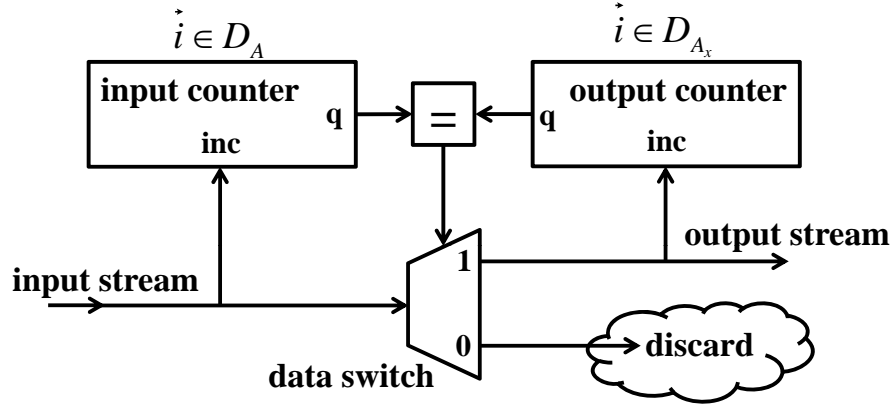 i ∈ D_A
i ∈ D_{A_x}
input counter
output counter
q
=
q
inc
inc
output stream
1
input stream
0
discard
data switch